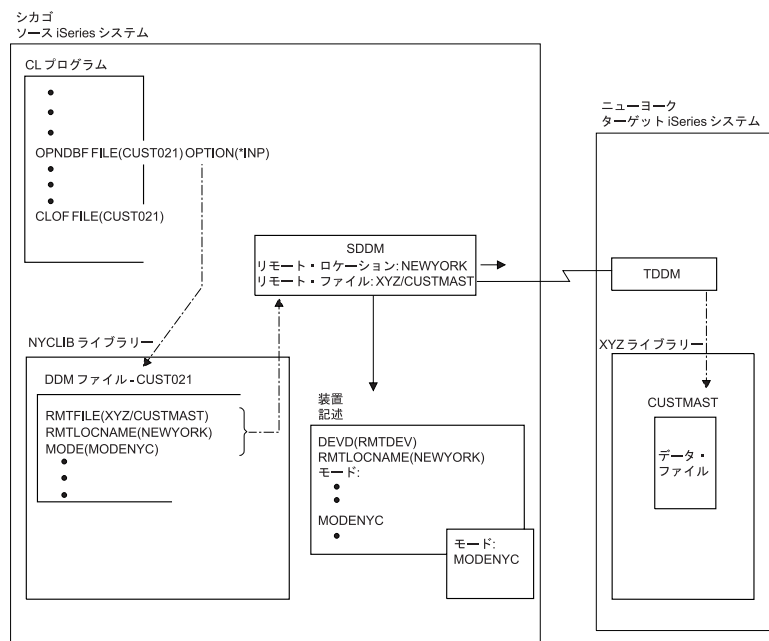 シカゴ
ソース iSeries システム
CL プログラム
OPNDBF FILE(CUST021) OPTION(*INP)
CLOF FILE(CUST021)
ニューヨーク
ターゲット iSeries システム
SDDM
リモート・ロケーション: NEWYORK
リモート・ファイル: XYZ/CUSTMAST
TDDM
NYCLIB ライブラリー
DDM ファイル - CUST021
RMTFILE(XYZ/CUSTMAST)
RMTLOCNAME(NEWYORK)
MODE(MODENYC)
装置
記述
DEVD(RMTDEV)
RMTLOCNAME(NEWYORK)
モード:
MODENYC
モード:
MODENYC
XYZ ライブラリー
CUSTMAST
データ・
ファイル